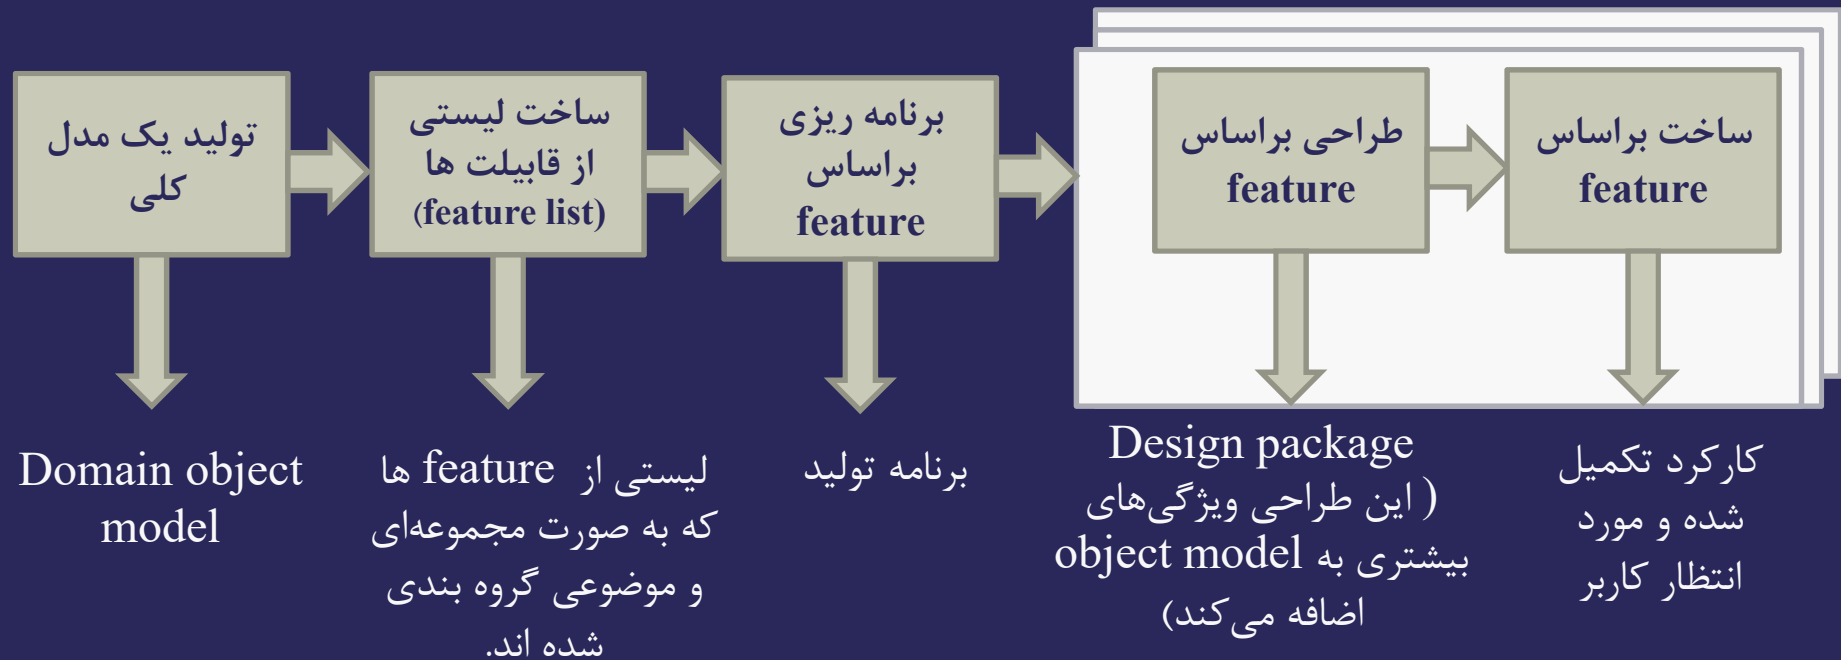 تولید یک مدل
کلی
ساخت لیستی
از قابیلت ها
(feature list)
برنامه ریزی
براساس
feature
طراحی براساس
feature
ساخت براساس
feature
Domain object
model
لیستی از feature ها
که به صورت مجموعه‌ای
و موضوعی گروه بندی
شده اند.
برنامه تولید
Design package
( این طراحی ویژگی‌های
بیشتری به object model
اضافه می‌کند)
کارکرد تکمیل
شده و مورد
انتظار کاربر